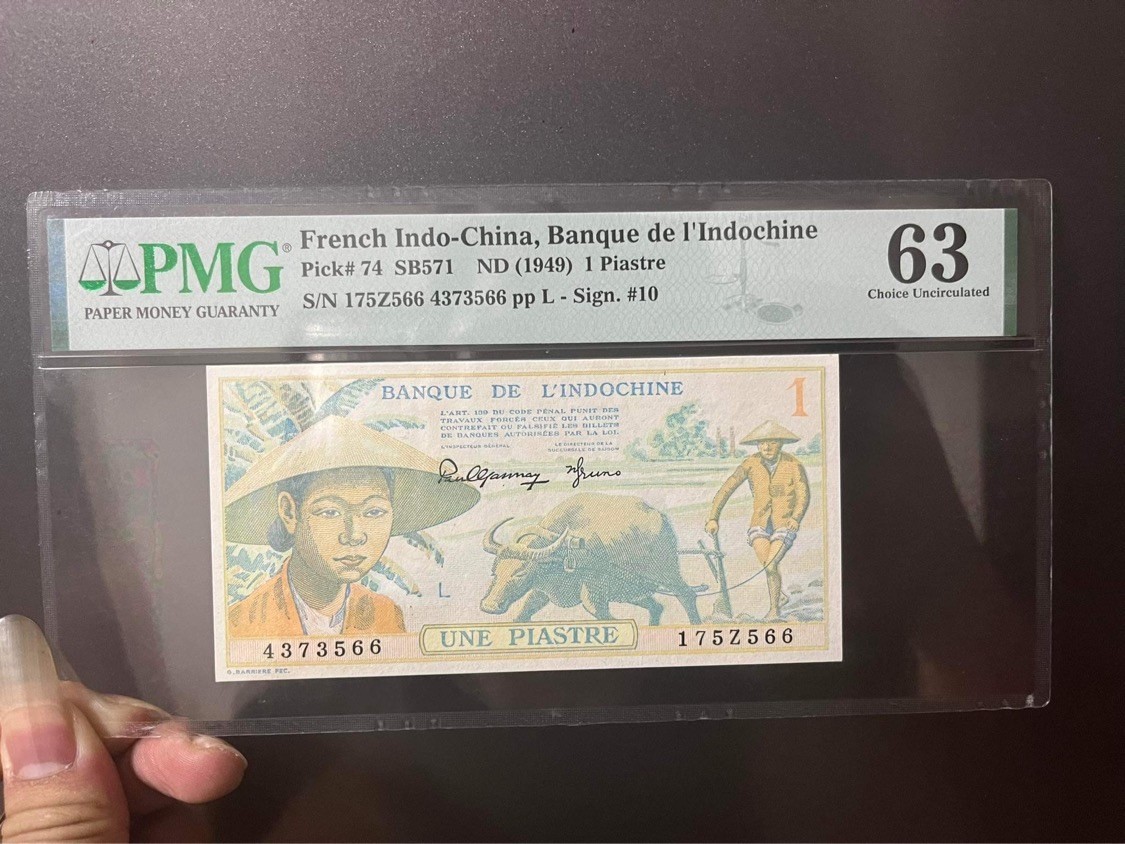 PMG®
PAPER MONEY GUARANTY
French Indo-China, Banque de l'Indochine
Pick# 74 SB571 ND (1949) 1 Piastre
S/N 175Z566 4373566 pp L - Sign. #10
63
Choice Uncirculated
BANQUE DE L'INDOCHINE
1
L'ART. 139 DU CODE PÉNAL PUNIT DES
TRAVAUX FORCÉS CEUX QUI AURONT
CONTREFAIT OU FALSIFIÉ LES BILLETS
DE BANQUES AUTORISÉES PAR LA LOI.
L'INSPECTEUR GÉNÉRAL
LE DIRECTEUR DE LA
SUCCURSALE DE SAIGON
L
4373566
UNE PIASTRE
175Z566
G. BARRIÈRE FEC.